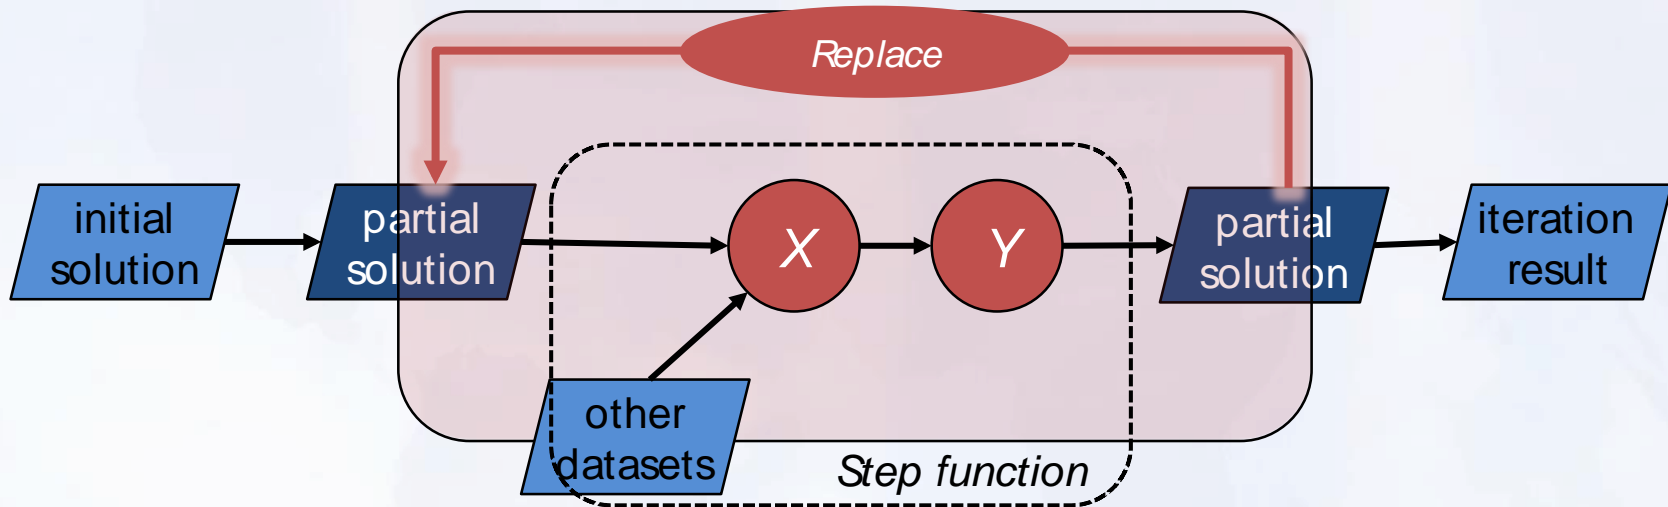 Replace
initial
solution
partial
solution
X
Y
partial
solution
iteration
result
other
datasets
Step function